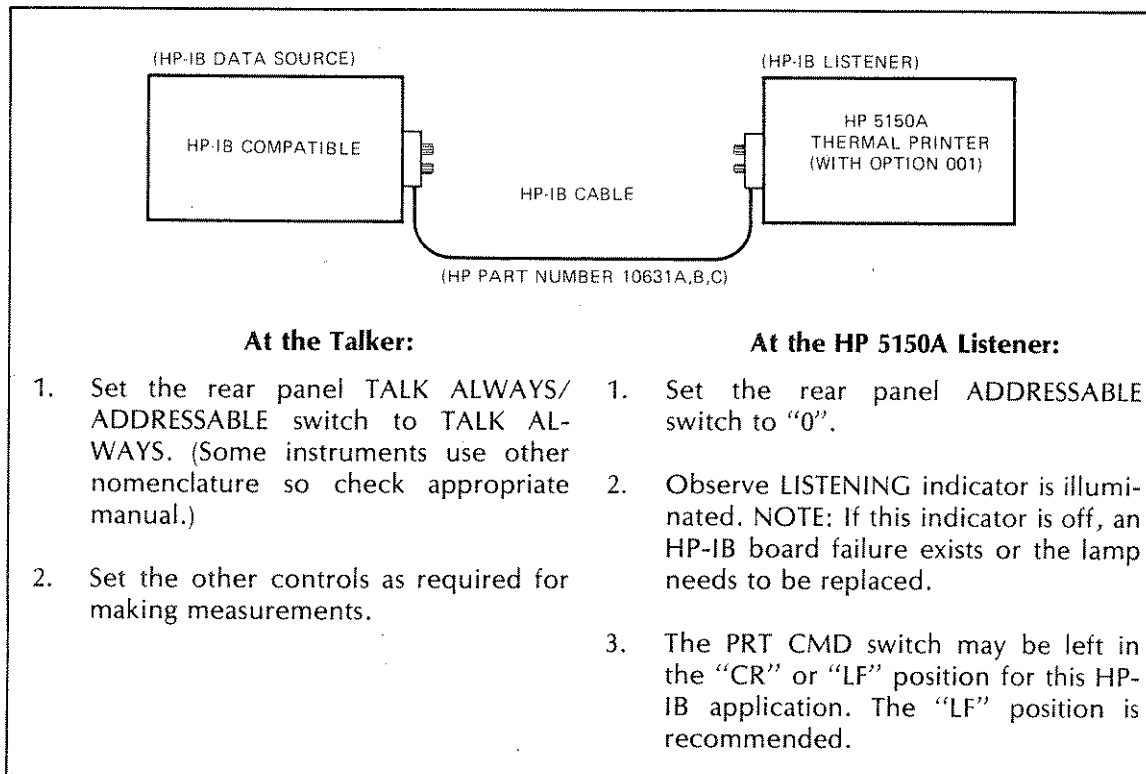 (HP-IB DATA SOURCE)
(HP-IB LISTENER)
HP-IB COMPATIBLE
HP 5150A
THERMAL PRINTER
(WITH OPTION 001)
HP-IB CABLE
(HP PART NUMBER 10631A,B,C)
At the Talker:
1. Set the rear panel TALK ALWAYS/
ADDRESSABLE switch to TALK AL-
WAYS. (Some instruments use other
nomenclature so check appropriate
manual.)
2. Set the other controls as required for
making measurements.
At the HP 5150A Listener:
1. Set the rear panel ADDRESSABLE
switch to “0”.
2. Observe LISTENING indicator is illumi-
nated. NOTE: If this indicator is off, an
HP-IB board failure exists or the lamp
needs to be replaced.
3. The PRT CMD switch may be left in
the “CR” or “LF” position for this HP-
IB application. The “LF” position is
recommended.